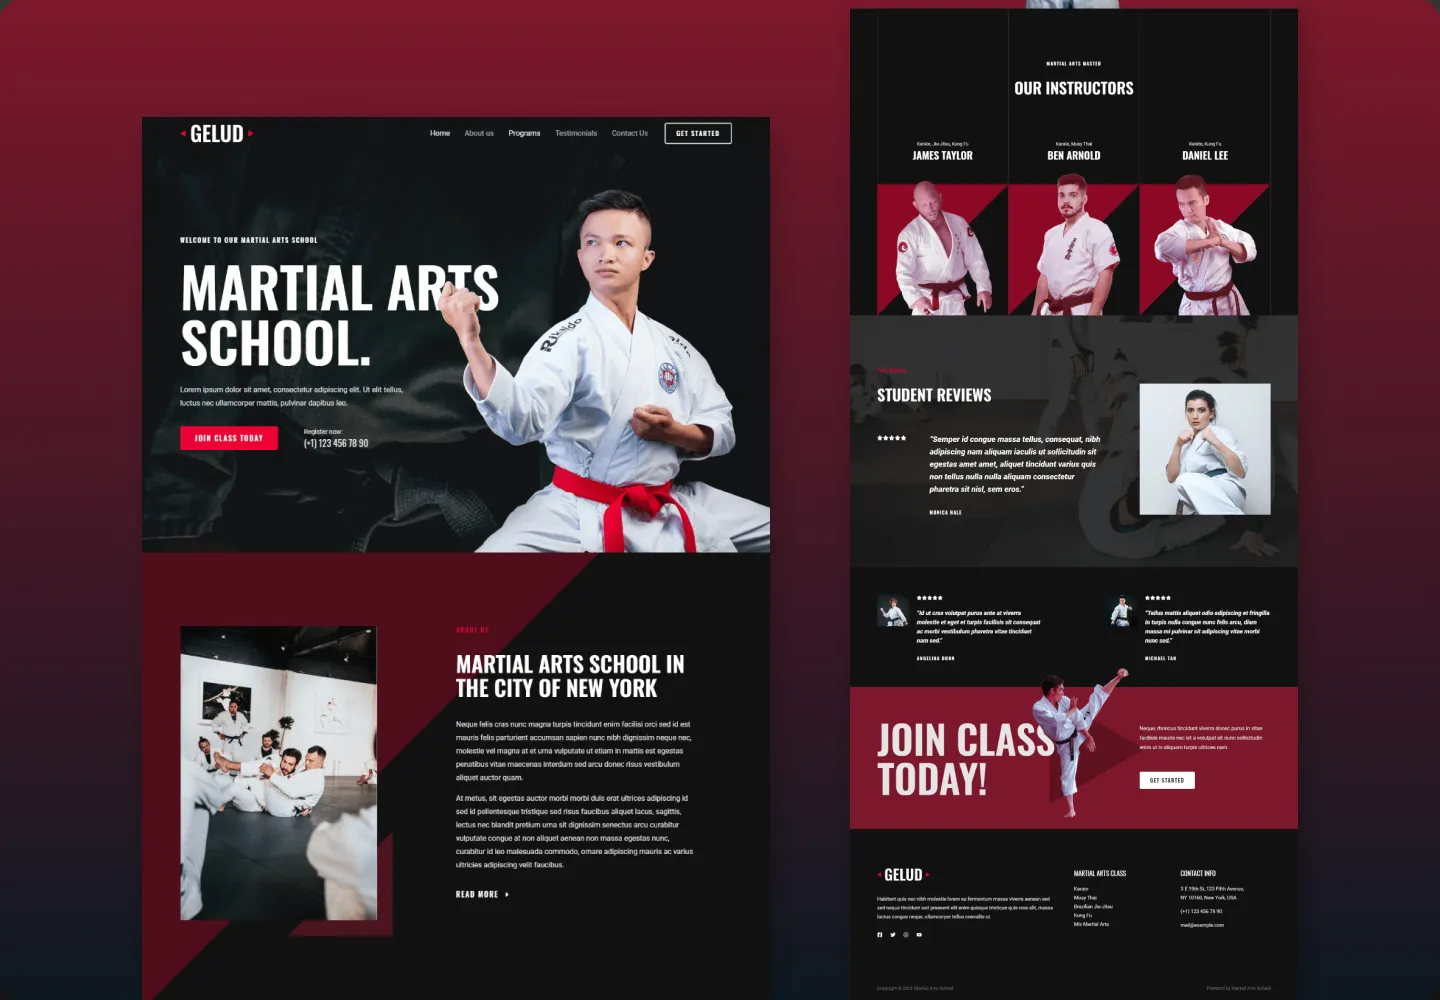 GELUD
Home About us Programs Testimonials Contact Us GET STARTED
WELCOME TO OUR MARTIAL ARTS SCHOOL
MARTIAL ARTS
SCHOOL.
Lorem ipsum dolor sit amet, consectetur adipiscing elit. Ut elit tellus,
luctus nec ullamcorper mattis, pulvinar dapibus leo.
JOIN CLASS TODAY
Register now:
(+1) 123 456 78 90
Rikaido
ABOUT US
MARTIAL ARTS SCHOOL IN
THE CITY OF NEW YORK
Neque felis cras nunc magna turpis tincidunt enim facilisi orci sed id est
mauris felis parturient accumsan sapien nunc nibh dignissim neque nec,
molestie vel magna at et urna vulputate ut etiam in mattis est egestas
penatibus vitae maecenas interdum sed arcu donec risus vestibulum
aliquet auctor quam.
At metus, sit egestas auctor morbi morbi duis erat ultrices adipiscing id
sed id pellentesque tristique sed risus faucibus aliquet lacus, sagittis,
lectus nec blandit pretium urna sit dignissim senectus arcu curabitur
vulputate congue at non aliquet aenean non massa egestas nunc,
curabitur id leo malesuada commodo, ornare adipiscing mauris ac varius
ultricies adipiscing velit faucibus.
READ MORE
MARTIAL ARTS MASTER
OUR INSTRUCTORS
Karate, Jiu-Jitsu, Kung Fu
JAMES TAYLOR
Karate, Muay Thai
BEN ARNOLD
Karate, Kung Fu
DANIEL LEE
STUDENT REVIEWS
"Semper id congue massa tellus, consequat, nibh
adipiscing nam aliquam iaculis ut sollicitudin sit
egestas amet amet, aliquet tincidunt varius quis
non tellus nulla nulla aliquam consectetur
pharetra sit nisl, sem eros."
MONICA HALE
"Id ut cras volutpat purus ante at viverra
molestie et eget et turpis facilisis sit consequat
ac morbi vestibulum pharetra vitae tincidunt
nam sed."
ANGELINA DUNN
"Tellus mattis aliquet odio adipiscing et fringilla
in turpis nulla congue nunc felis arcu, diam
massa mi pulvinar sit adipiscing vitae morbi
nunc sed."
MICHAEL TAN
JOIN CLASS
TODAY!
Neque, rhoncus tincidunt viverra donec purus in vitae
facilisis mauris nec sit a volutpat sit nunc sollicitudin
enim ut in aliquam turpis ultrices nam.
GET STARTED
GELUD
Habitant quis nec nibh molestie lorem ac fermentum massa viverra aenean sed
sed neque tincidunt sed praesent elit enim quisque tristique quis cras elit, massa
luctus congue neque, ullamcorper tellus convallis ut.
MARTIAL ARTS CLASS
Karate
Muay Thai
Brazilian Jiu-Jitsu
Kung Fu
Mix Martial Arts
CONTACT INFO
3 E 19th St, 123 Fifth Avenue,
NY 10160, New York, USA
(+1) 123 456 78 90
mail@example.com
Copyright © 2021 Martial Arts School
Powered by Martial Arts School